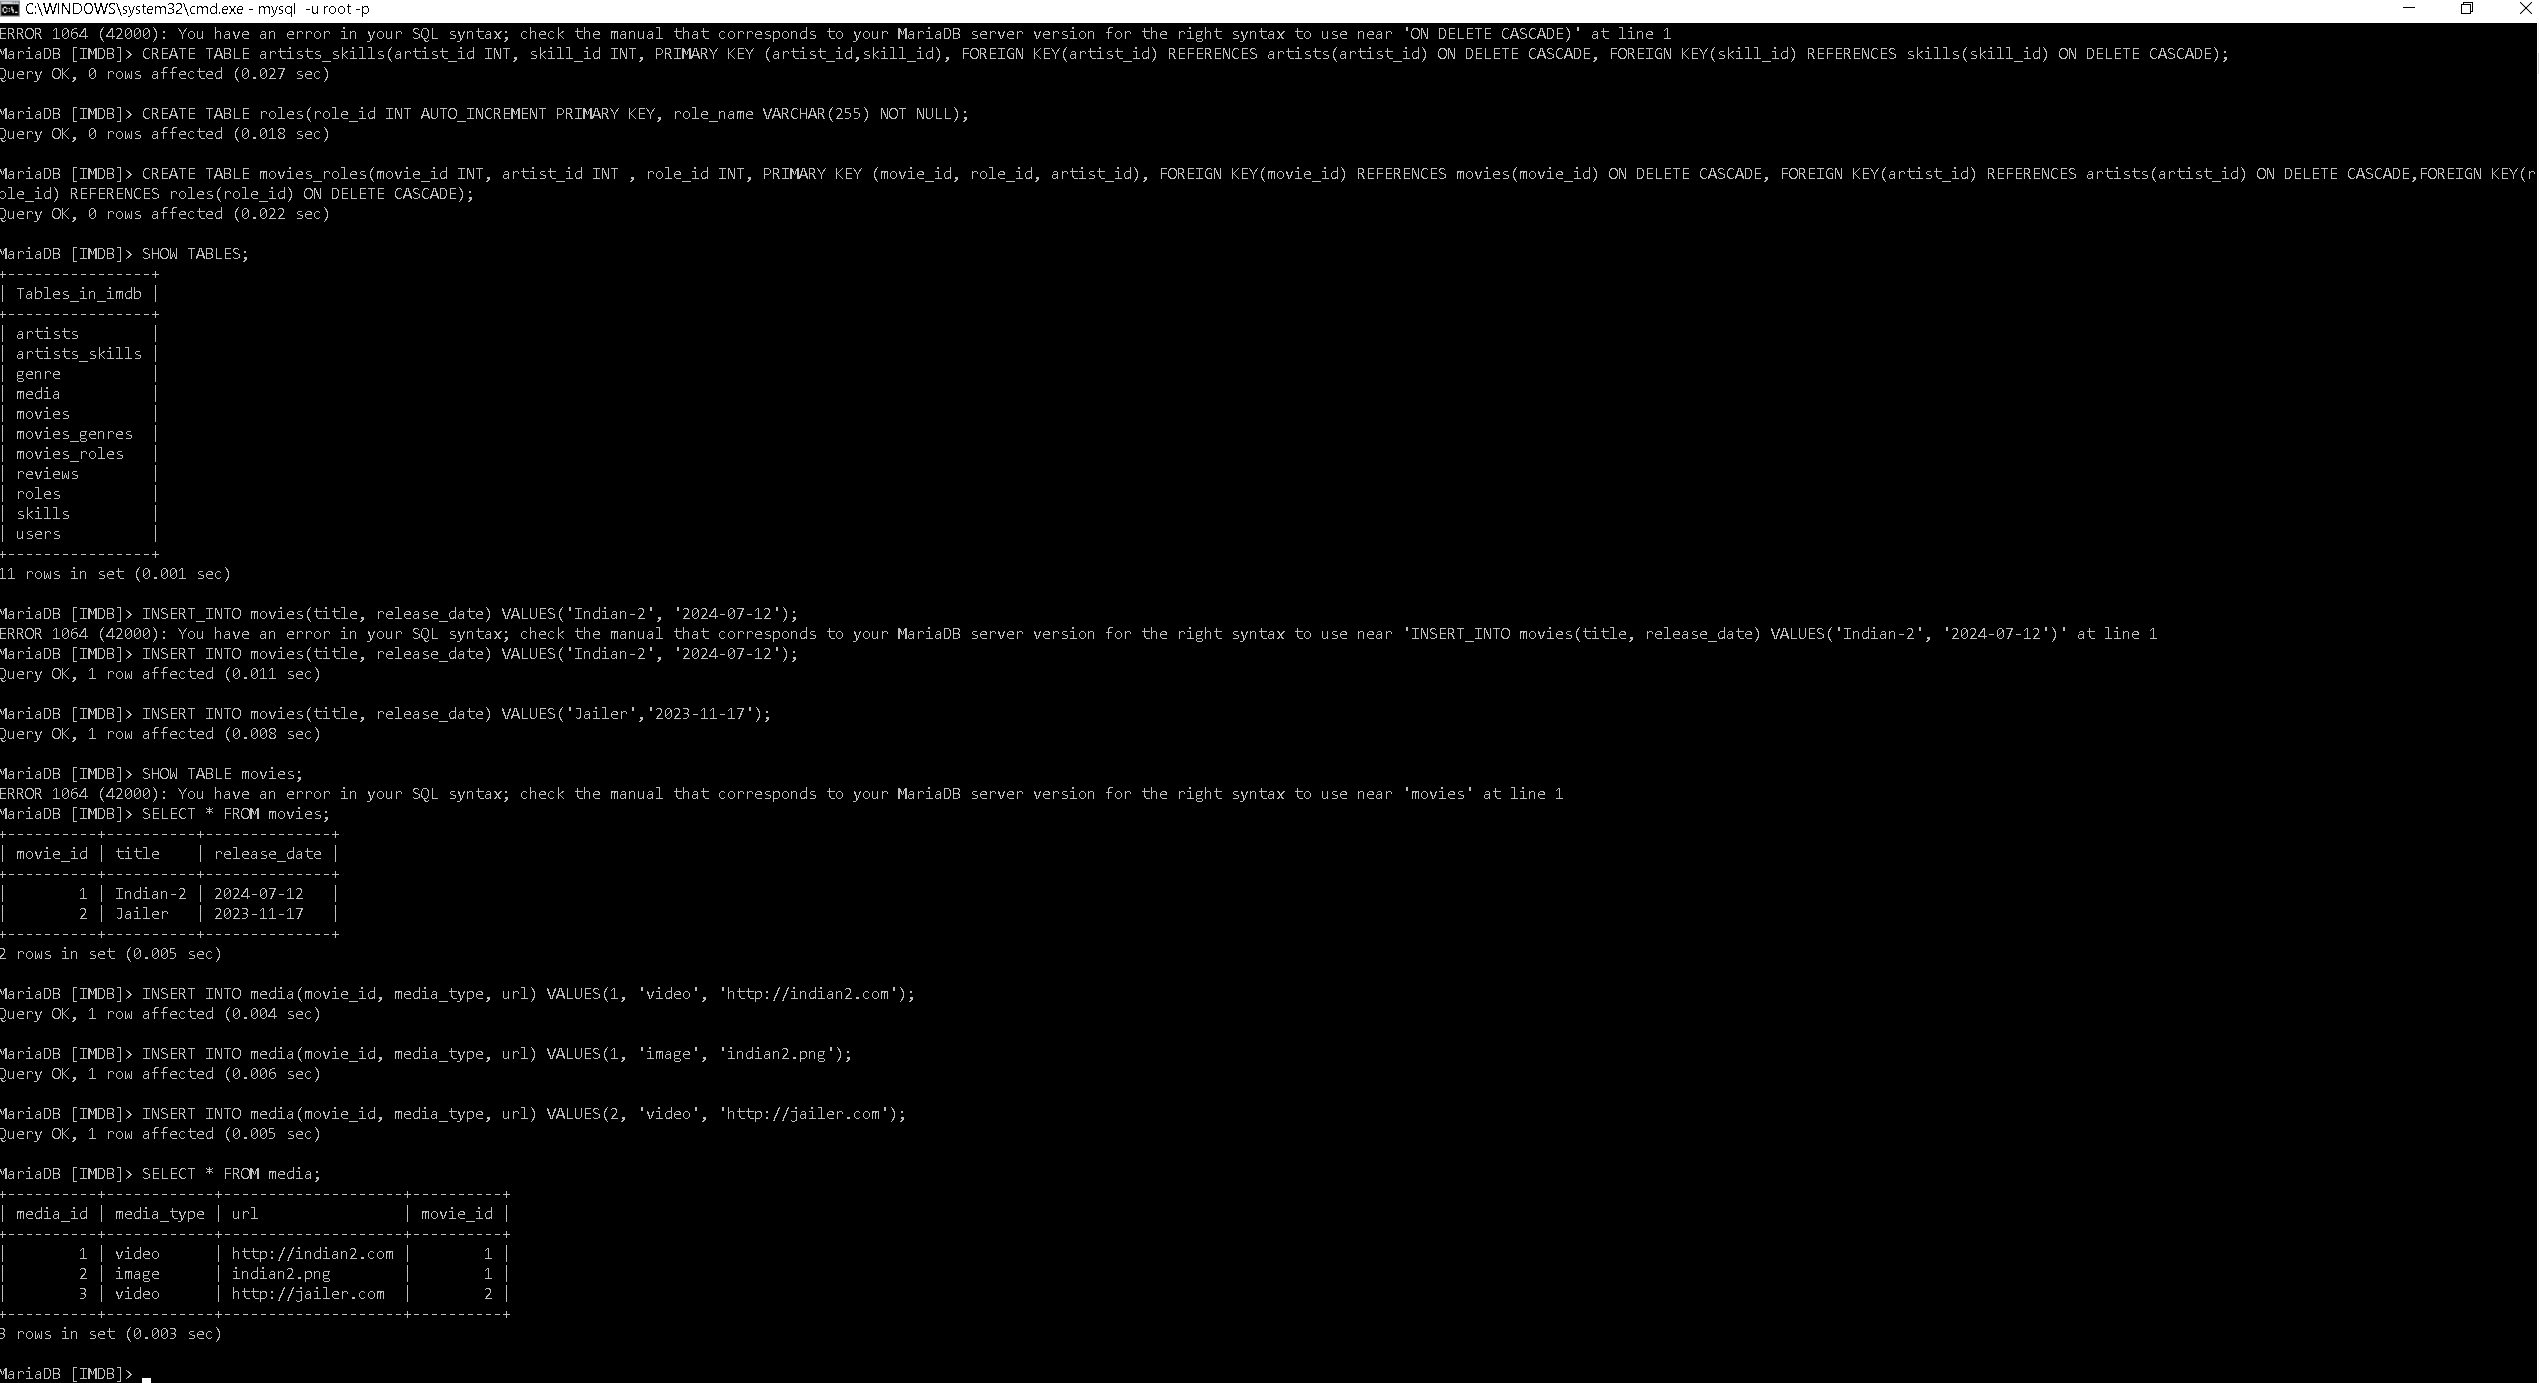 C:\WINDOWS\system32\cmd.exe - mysql  -u root -p
ERROR 1064 (42000): You have an error in your SQL syntax; check the manual that corresponds to your MariaDB server version for the right syntax to use near 'ON DELETE CASCADE)' at line 1
MariaDB [IMDB]> CREATE TABLE artists_skills(artist_id INT, skill_id INT, PRIMARY KEY (artist_id,skill_id), FOREIGN KEY(artist_id) REFERENCES artists(artist_id) ON DELETE CASCADE, FOREIGN KEY(skill_id) REFERENCES skills(skill_id) ON DELETE CASCADE);
Query OK, 0 rows affected (0.027 sec)

MariaDB [IMDB]> CREATE TABLE roles(role_id INT AUTO_INCREMENT PRIMARY KEY, role_name VARCHAR(255) NOT NULL);
Query OK, 0 rows affected (0.018 sec)

MariaDB [IMDB]> CREATE TABLE movies_roles(movie_id INT, artist_id INT , role_id INT, PRIMARY KEY (movie_id, role_id, artist_id), FOREIGN KEY(movie_id) REFERENCES movies(movie_id) ON DELETE CASCADE, FOREIGN KEY(artist_id) REFERENCES artists(artist_id) ON DELETE CASCADE,FOREIGN KEY(r
ole_id) REFERENCES roles(role_id) ON DELETE CASCADE);
Query OK, 0 rows affected (0.022 sec)

MariaDB [IMDB]> SHOW TABLES;
+----------------+
| Tables_in_imdb |
+----------------+
| artists        |
| artists_skills |
| genre          |
| media          |
| movies         |
| movies_genres  |
| movies_roles   |
| reviews        |
| roles          |
| skills         |
| users          |
+----------------+
11 rows in set (0.001 sec)

MariaDB [IMDB]> INSERT_INTO movies(title, release_date) VALUES('Indian-2', '2024-07-12');
ERROR 1064 (42000): You have an error in your SQL syntax; check the manual that corresponds to your MariaDB server version for the right syntax to use near 'INSERT_INTO movies(title, release_date) VALUES('Indian-2', '2024-07-12')' at line 1
MariaDB [IMDB]> INSERT INTO movies(title, release_date) VALUES('Indian-2', '2024-07-12');
Query OK, 1 row affected (0.011 sec)

MariaDB [IMDB]> INSERT INTO movies(title, release_date) VALUES('Jailer','2023-11-17');
Query OK, 1 row affected (0.008 sec)

MariaDB [IMDB]> SHOW TABLE movies;
ERROR 1064 (42000): You have an error in your SQL syntax; check the manual that corresponds to your MariaDB server version for the right syntax to use near 'movies' at line 1
MariaDB [IMDB]> SELECT * FROM movies;
+----------+----------+--------------+
| movie_id | title    | release_date |
+----------+----------+--------------+
|        1 | Indian-2 | 2024-07-12   |
|        2 | Jailer   | 2023-11-17   |
+----------+----------+--------------+
2 rows in set (0.005 sec)

MariaDB [IMDB]> INSERT INTO media(movie_id, media_type, url) VALUES(1, 'video', 'http://indian2.com');
Query OK, 1 row affected (0.004 sec)

MariaDB [IMDB]> INSERT INTO media(movie_id, media_type, url) VALUES(1, 'image', 'indian2.png');
Query OK, 1 row affected (0.006 sec)

MariaDB [IMDB]> INSERT INTO media(movie_id, media_type, url) VALUES(2, 'video', 'http://jailer.com');
Query OK, 1 row affected (0.005 sec)

MariaDB [IMDB]> SELECT * FROM media;
+----------+------------+--------------------+----------+
| media_id | media_type | url                | movie_id |
+----------+------------+--------------------+----------+
|        1 | video      | http://indian2.com |        1 |
|        2 | image      | indian2.png        |        1 |
|        3 | video      | http://jailer.com  |        2 |
+----------+------------+--------------------+----------+
3 rows in set (0.003 sec)

MariaDB [IMDB]>